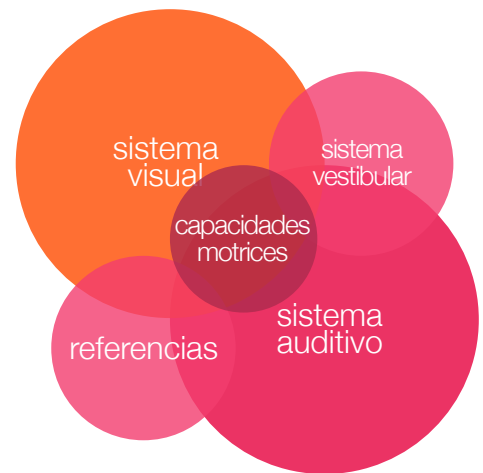 sistema
visual
sistema
vestibular
capacidades
motrices
sistema
auditivo
referencias